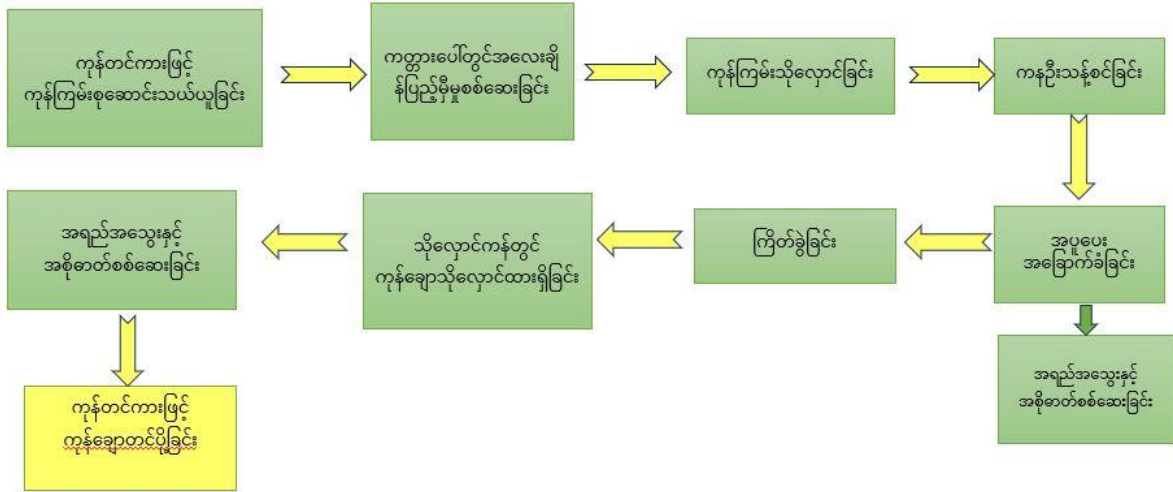 ကုန်တင်ကားဖြင့်
ကုန်ကြမ်းစုဆောင်းသယ်ယူခြင်း
ကတ္တားပေါ်တွင်အလေးချိ
န်ပြည့်မှီမှုစစ်ဆေးခြင်း
ကုန်ကြမ်းသိုလှောင်ခြင်း
ကနဦးသန့်စင်ခြင်း
အပူပေး
အခြောက်ခံခြင်း
အရည်အသွေးနှင့်
အစိုဓာတ်စစ်ဆေးခြင်း
ကြိတ်ခွဲခြင်း
သိုလှောင်ကန်တွင်
ကုန်ချောသိုလှောင်ထားရှိခြင်း
အရည်အသွေးနှင့်
အစိုဓာတ်စစ်ဆေးခြင်း
ကုန်တင်ကားဖြင့်
ကုန်ချောတင်ပို့ခြင်း